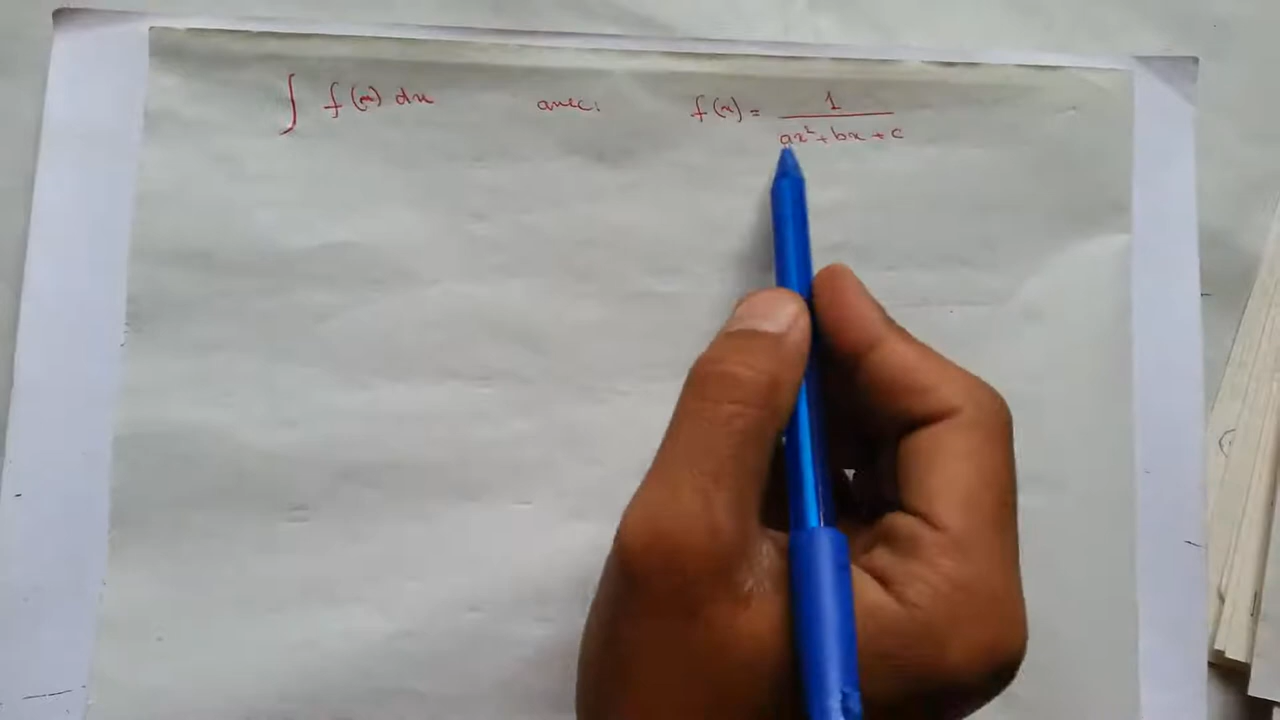 ∫ f(x) dx avec: f(x) = 1/(ax²+bx+c)